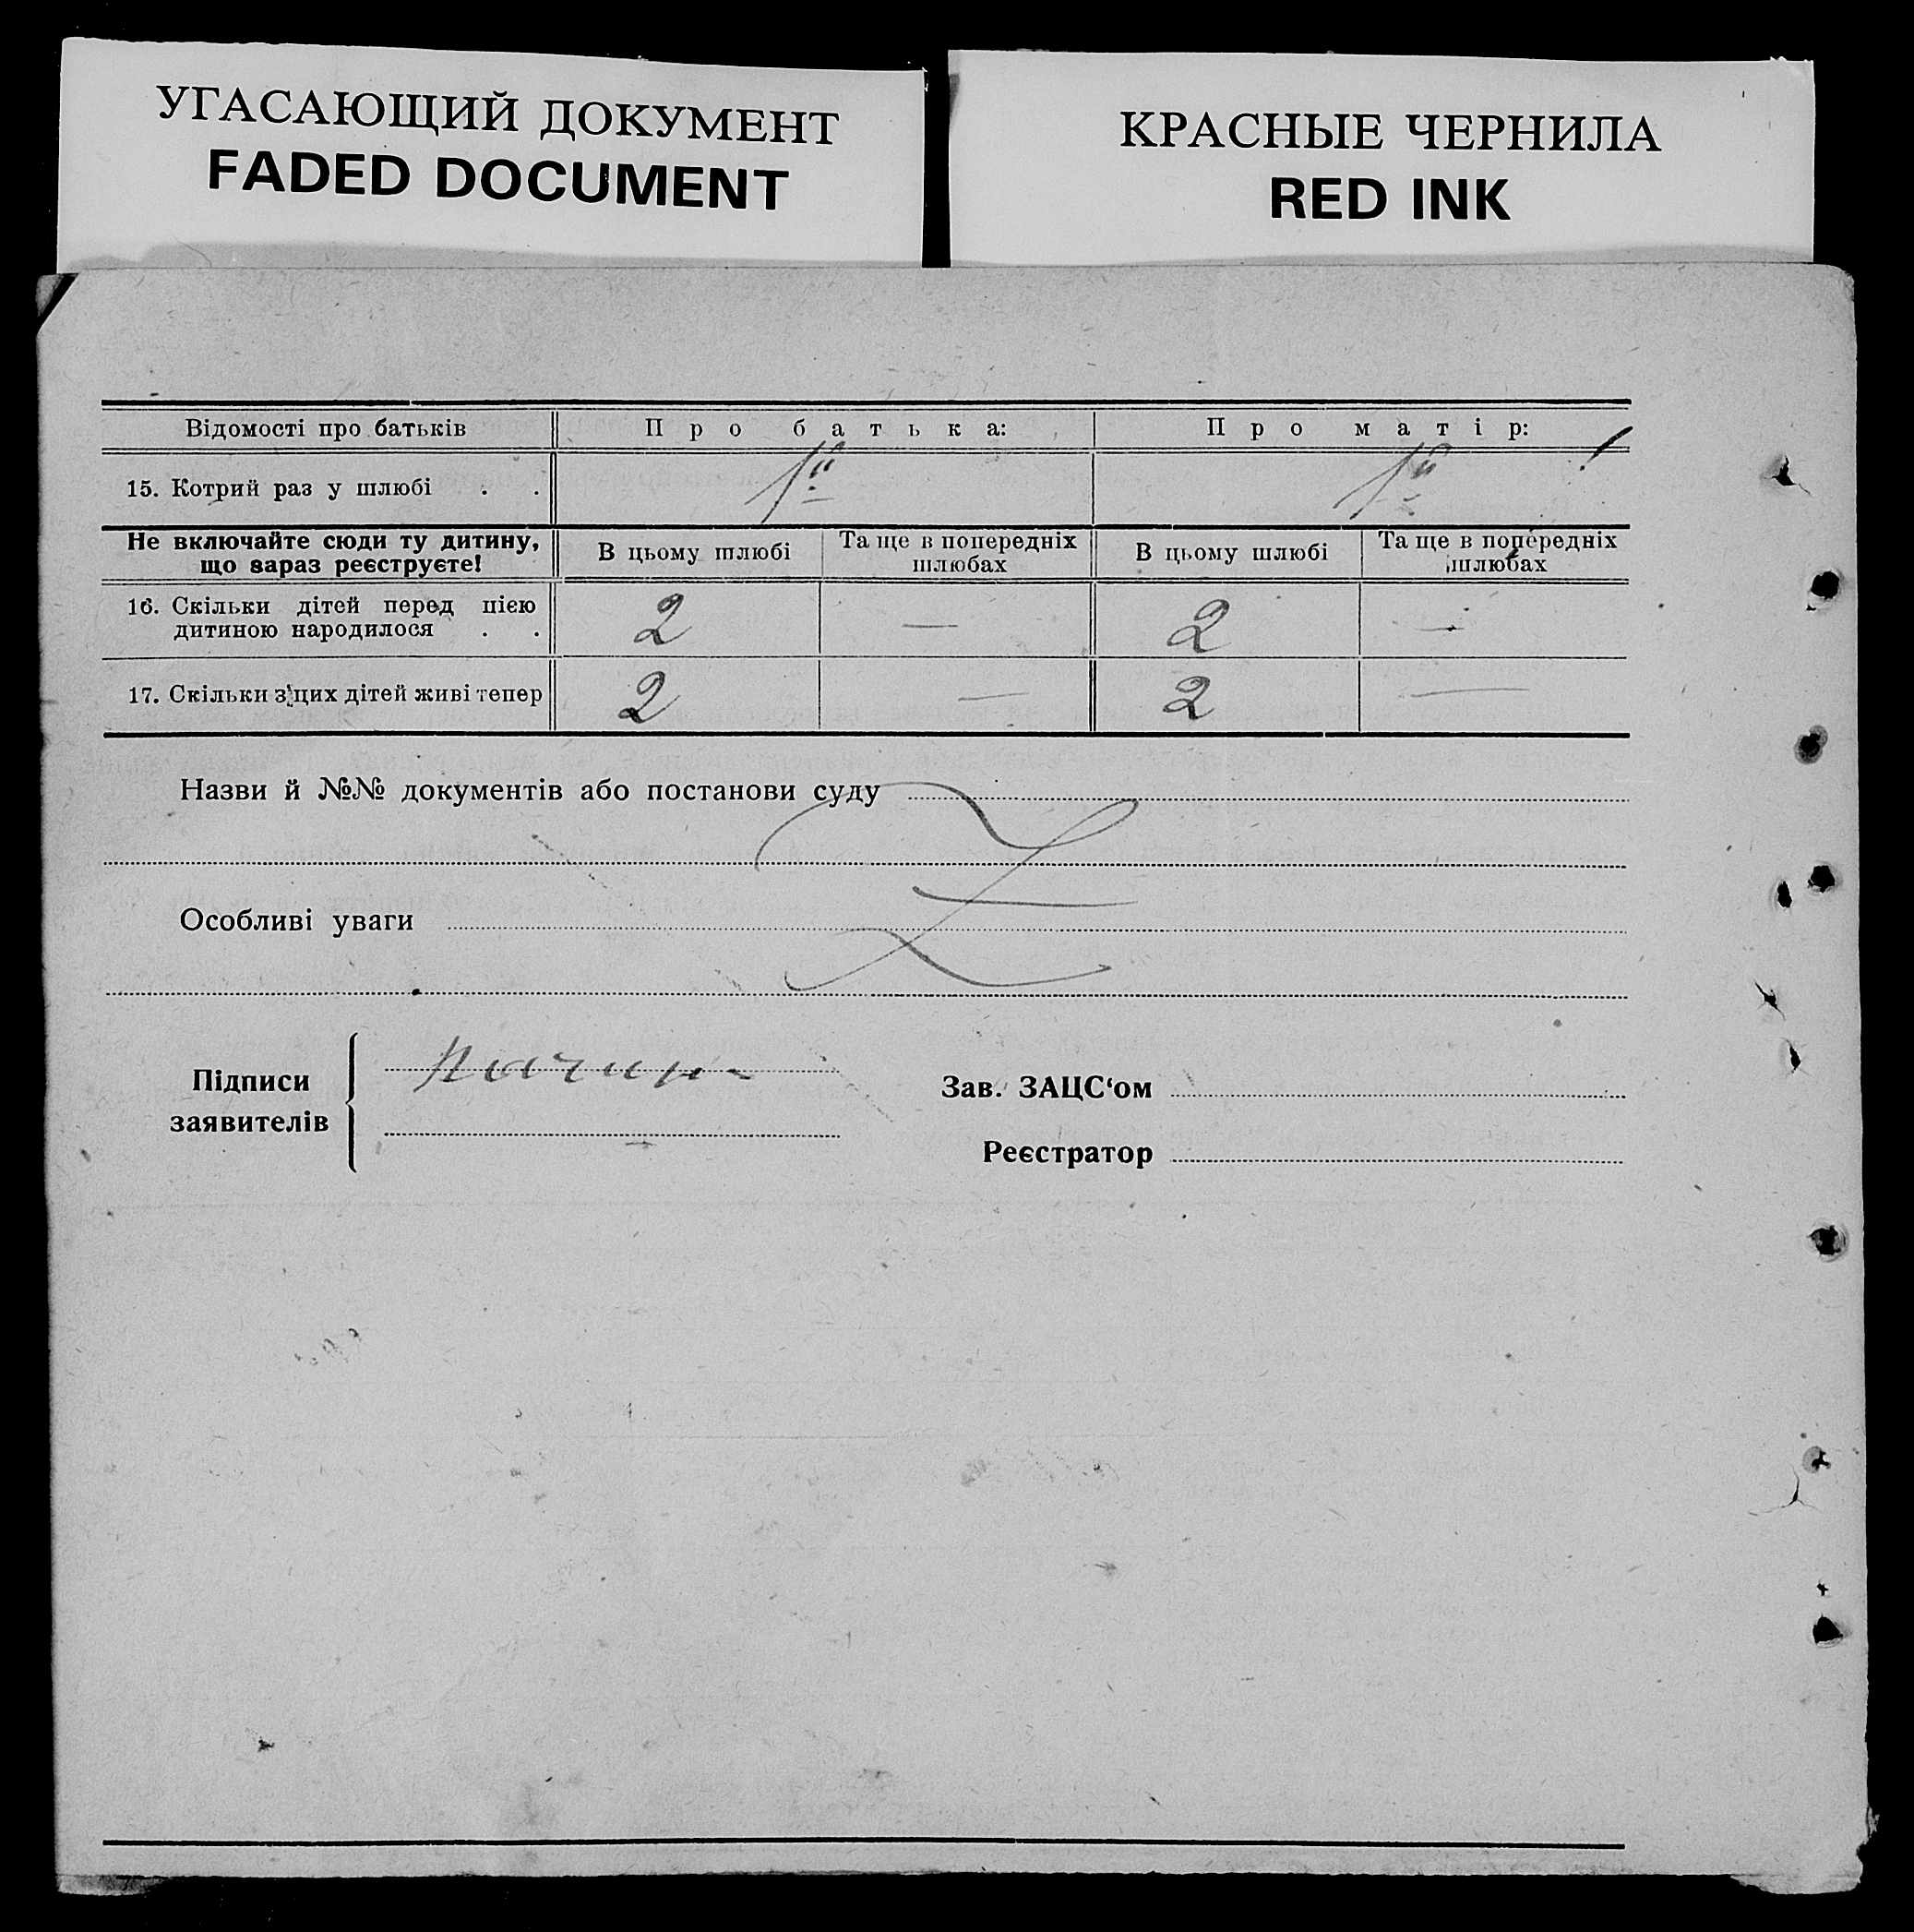 УГАСАЮЩИЙ ДОКУМЕНТ
FADED DOCUMENT
КРАСНЫЕ ЧЕРНИЛА
RED INK
Відомості про батьків Про батька: Про матір:
15. Котрий раз у шлюбі . . 1й 1й
Не включайте сюди ту дитину,
що зараз реєструєте!
В цьому шлюбі
Та ще в попередніх
шлюбах
В цьому шлюбі
Та ще в попередніх
шлюбах
16. Скільки дітей перед цією
дитиною народилося . . 2 — 2 —
17. Скільки з цих дітей живі тепер 2 — 2 —
Назви й №№ документів або постанови суду
Особливі уваги
Підписи
заявителів
Зав. ЗАЦС‘ом
Реєстратор